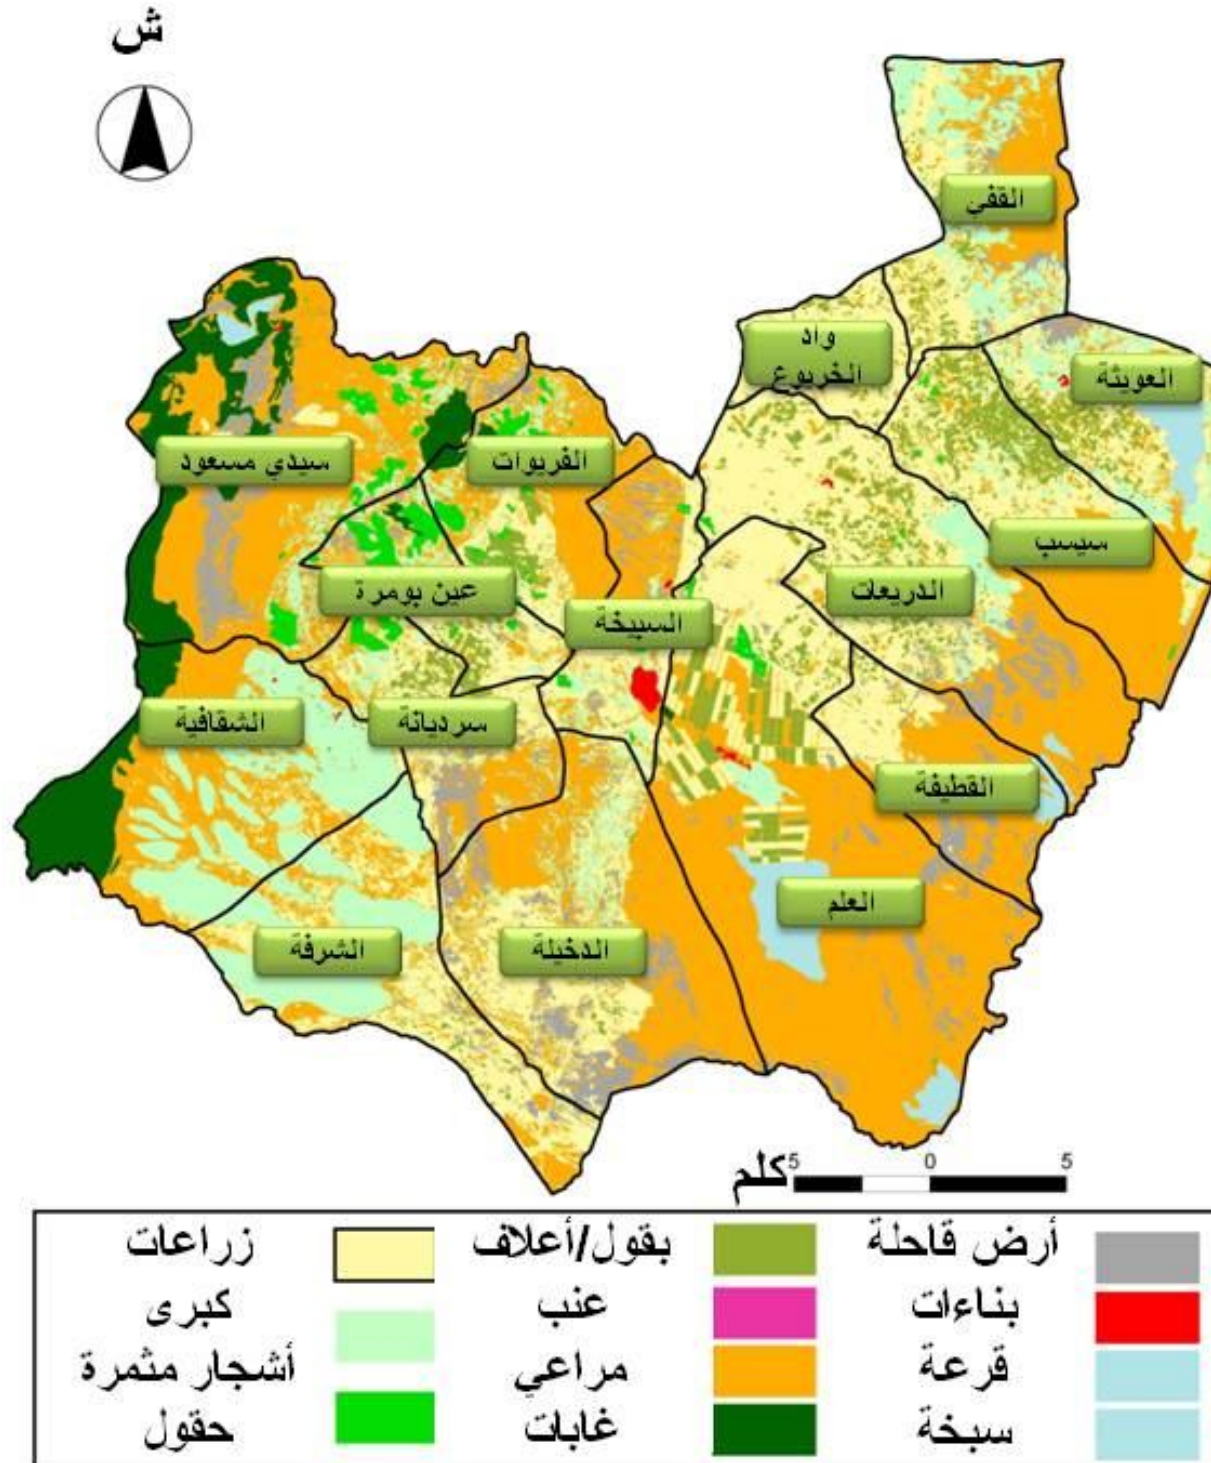 ش
القفي
واد
الخربوع
العويثة
سيدي مسعود
الفريوات
سيسب
عين بومرة
السبيخة
الدريعات
الشقافية
سرديانة
القطيفة
العلم
الشرفة
الدخيلة
كلم 5 0 5
أرض قاحلة
بناءات
قرعة
سبخة
بقول/أعلاف
عنب
مراعي
غابات
زراعات
كبرى
أشجار مثمرة
حقول